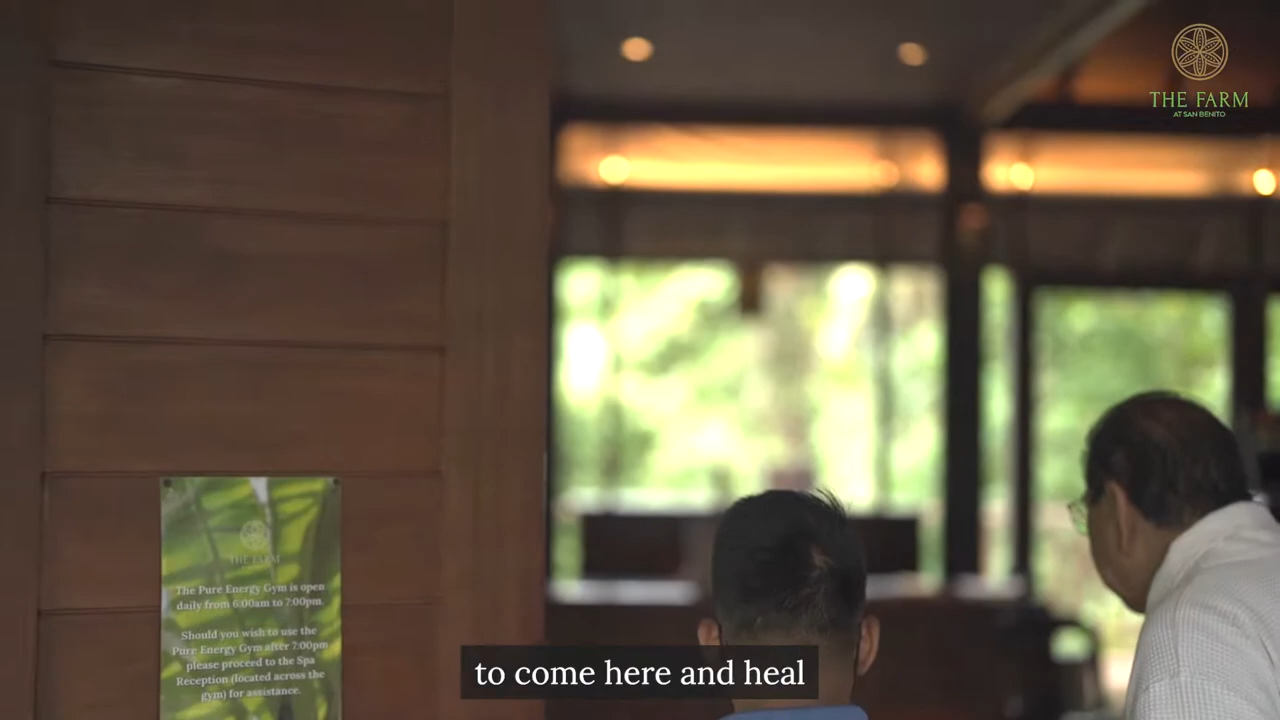 THE FARM
AT SAN BENITO
THE FARM
The Pure Energy Gym is open
daily from 6:00am to 7:00pm.
Should you wish to use the
Pure Energy Gym after 7:00pm
please proceed to the Spa
Reception (located across the
gym) for assistance.
to come here and heal